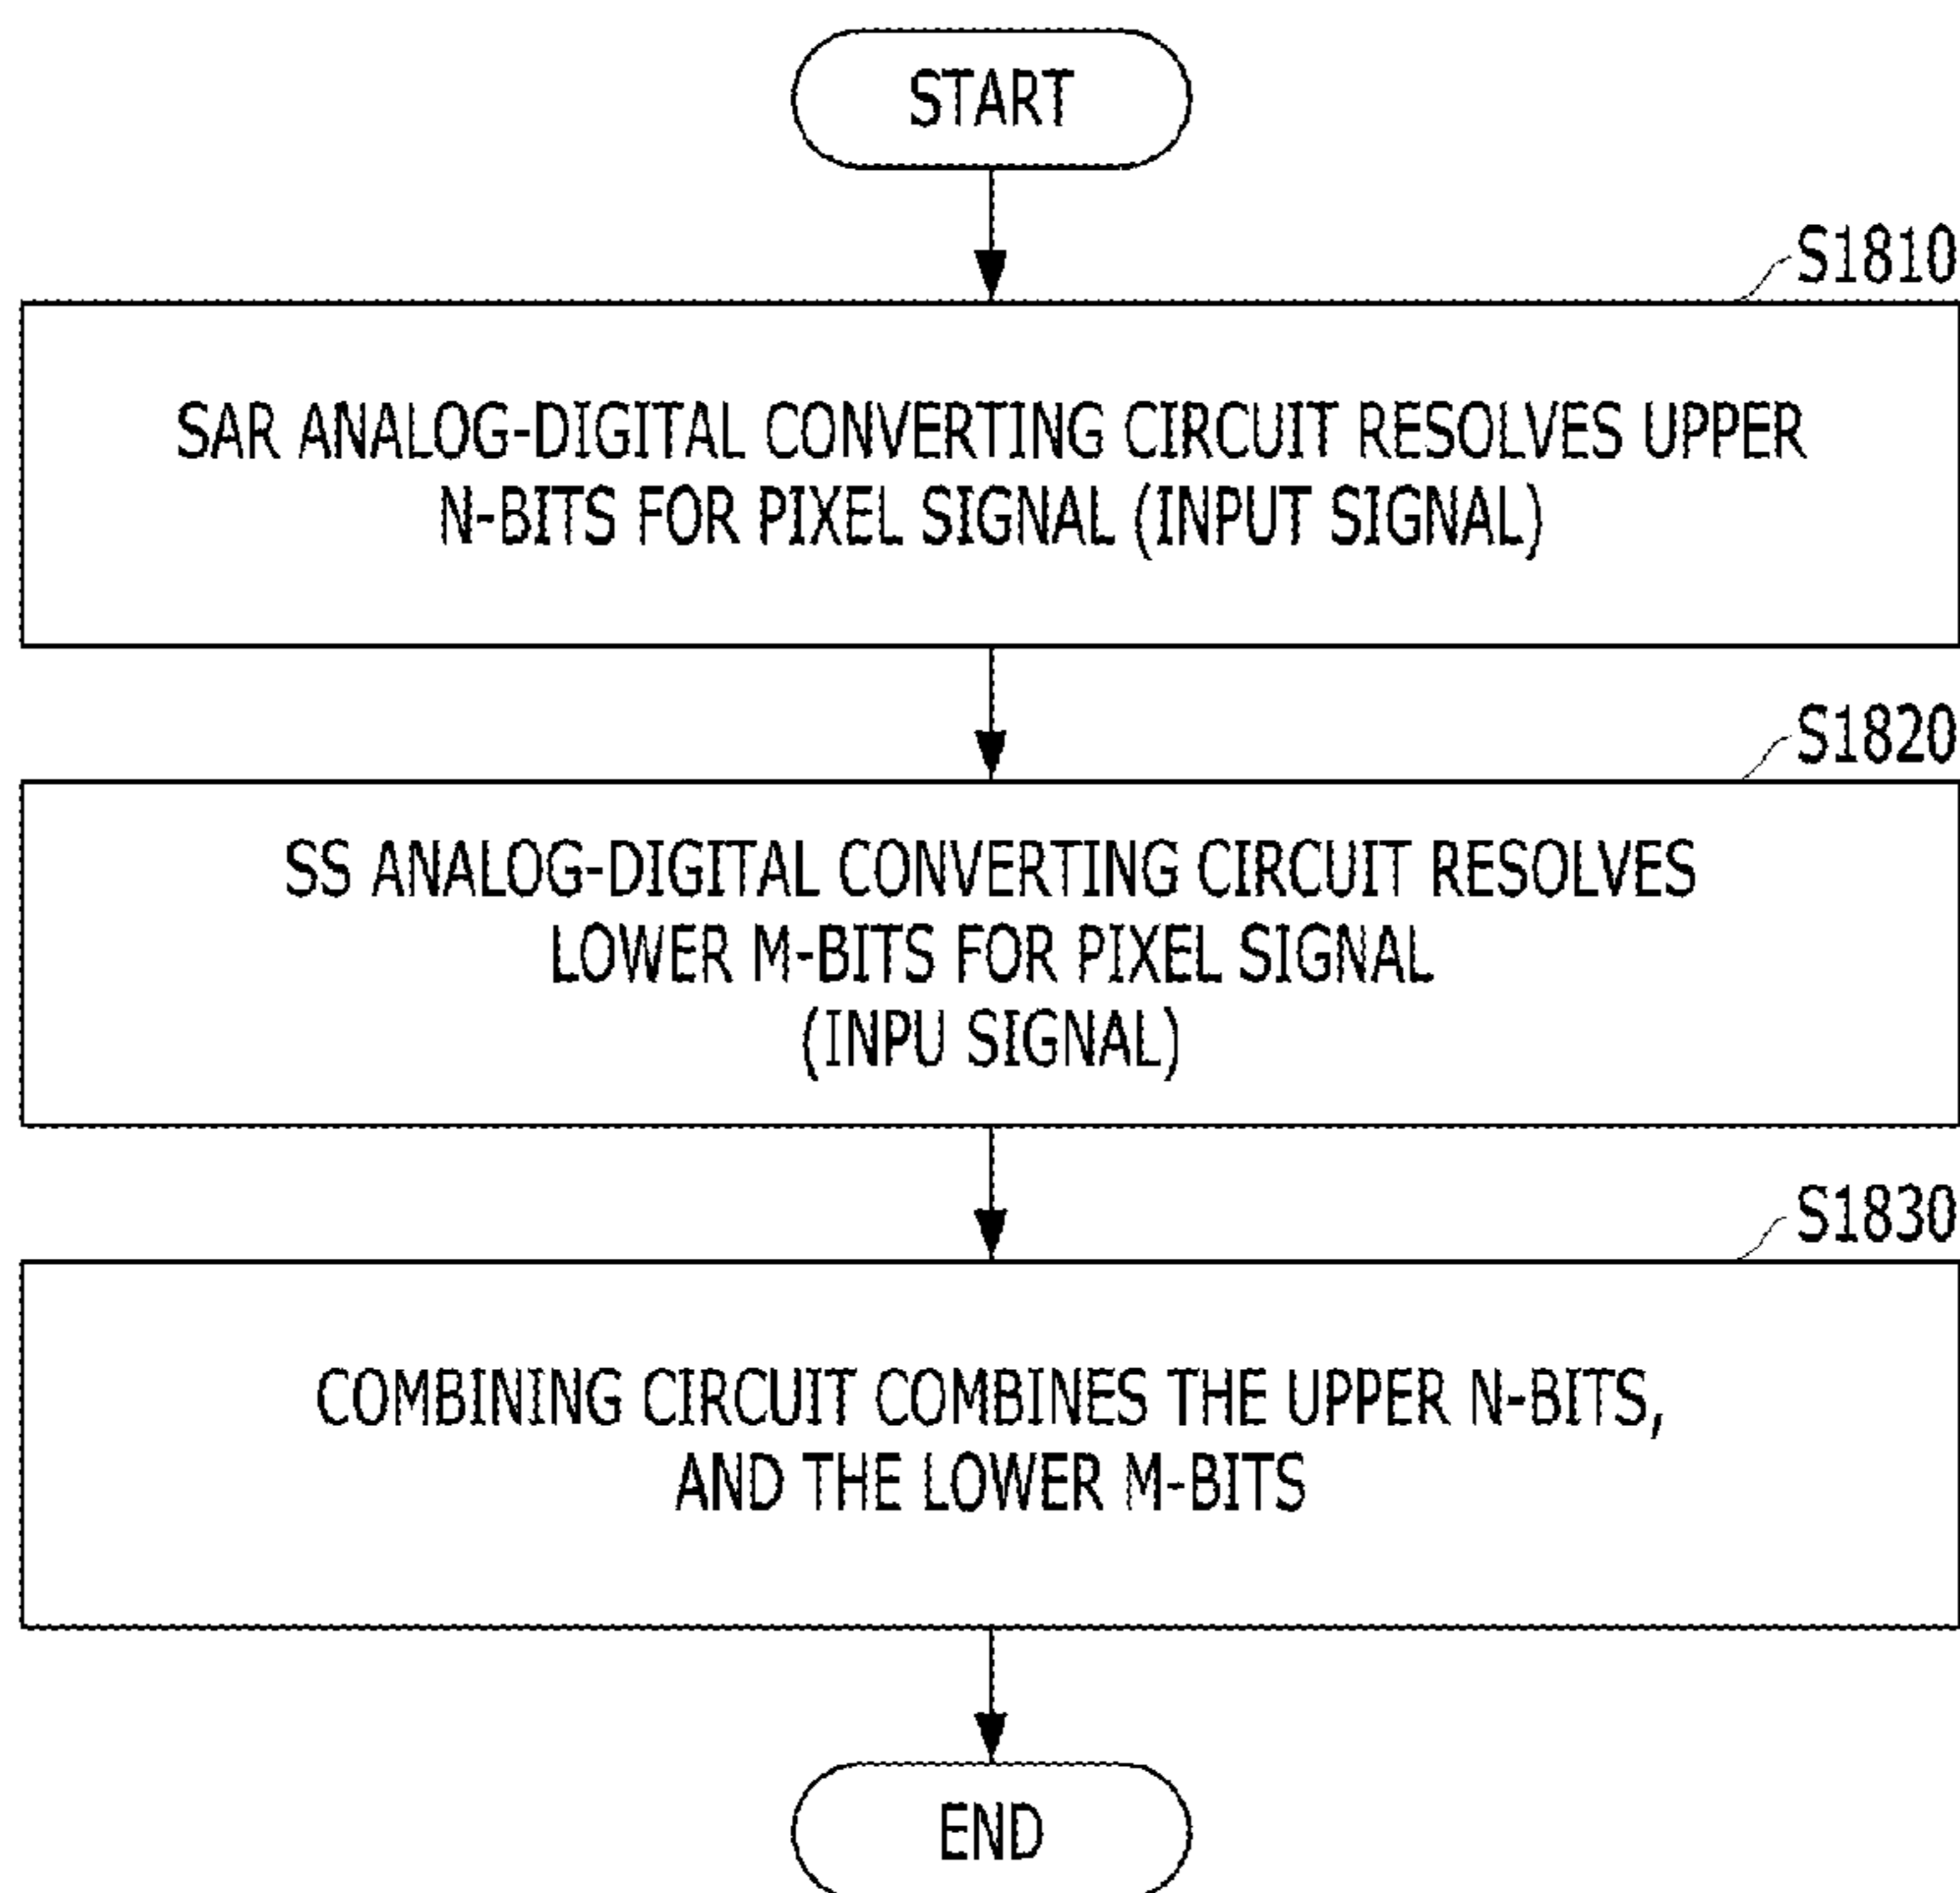 START
S1810
SAR ANALOG-DIGITAL CONVERTING CIRCUIT RESOLVES UPPER
N-BITS FOR PIXEL SIGNAL (INPUT SIGNAL)
S1820
SS ANALOG-DIGITAL CONVERTING CIRCUIT RESOLVES
LOWER M-BITS FOR PIXEL SIGNAL
(INPU SIGNAL)
S1830
COMBINING CIRCUIT COMBINES THE UPPER N-BITS,
AND THE LOWER M-BITS
END